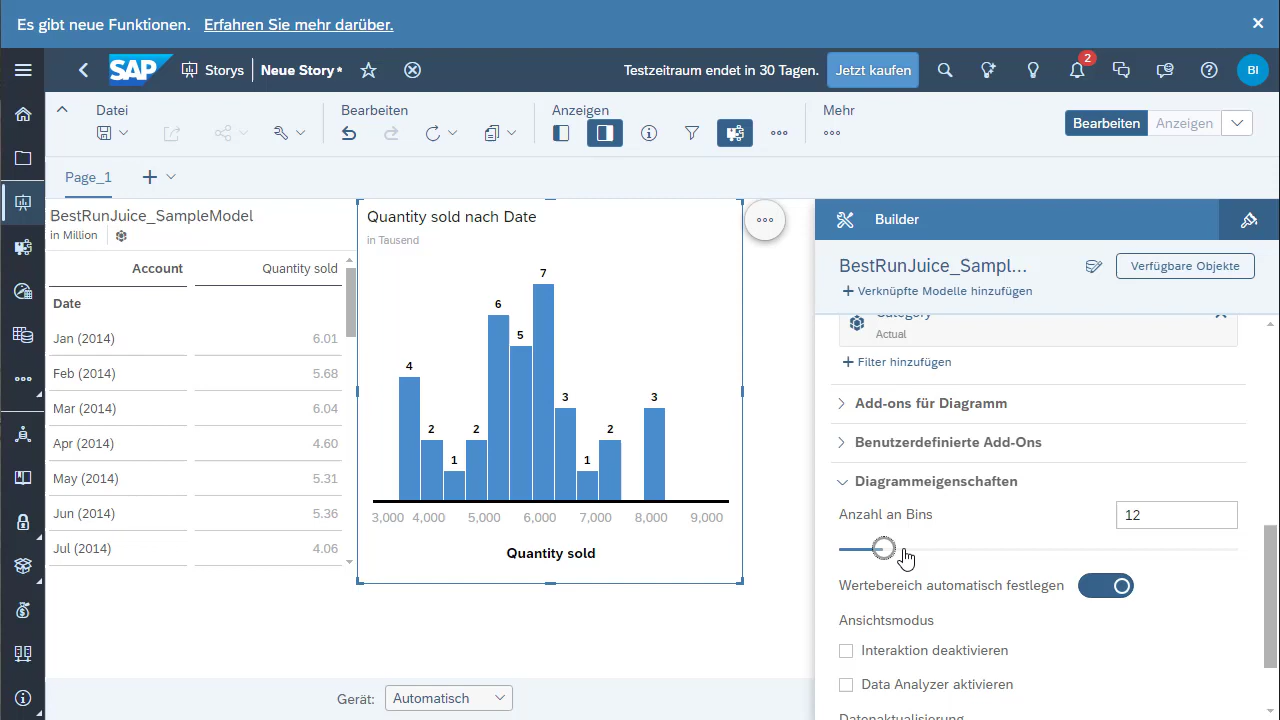 Es gibt neue Funktionen. Erfahren Sie mehr darüber.
SAP Storys Neue Story* Testzeitraum endet in 30 Tagen. Jetzt kaufen 2 BI
Datei Bearbeiten Anzeigen Mehr
Bearbeiten Anzeigen
Page_1
BestRunJuice_SampleModel
in Million
Account Quantity sold
Date
Jan (2014) 6.01
Feb (2014) 5.68
Mar (2014) 6.04
Apr (2014) 4.60
May (2014) 5.31
Jun (2014) 5.36
Jul (2014) 4.06
Quantity sold nach Date
in Tausend
4 2 1 2 6 5 7 3 1 2 3
3,000 4,000 5,000 6,000 7,000 8,000 9,000
Quantity sold
Builder
BestRunJuice_Sampl... Verfügbare Objekte
Verknüpfte Modelle hinzufügen
Category
Actual
Filter hinzufügen
Add-ons für Diagramm
Benutzerdefinierte Add-Ons
Diagrammeigenschaften
Anzahl an Bins 12
Wertebereich automatisch festlegen
Ansichtsmodus
Interaktion deaktivieren
Data Analyzer aktivieren
Datenaktualisierung
Gerät: Automatisch